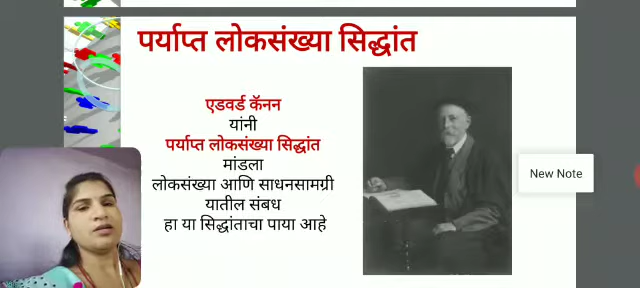 पर्याप्त लोकसंख्या सिद्धांत
एडवर्ड कॅनन
यांनी
पर्याप्त लोकसंख्या सिद्धांत
मांडला
लोकसंख्या आणि साधनसामग्री
यातील संबध
हा या सिद्धांताचा पाया आहे
New Note